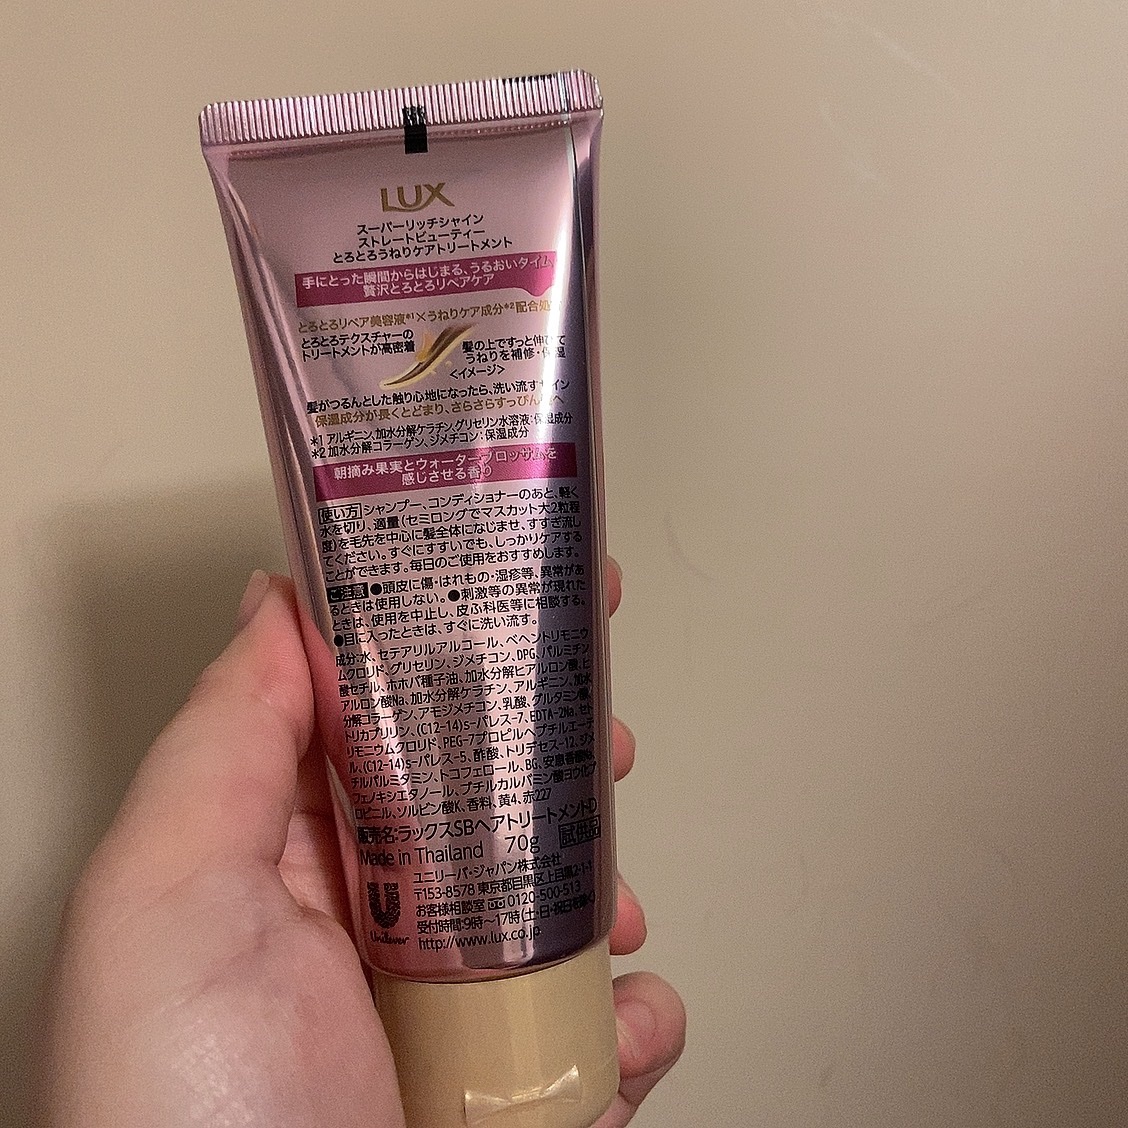 LUX
スーパーリッチシャイン
ストレートビューティー
とろとろうねりケアトリートメント
手にとった瞬間からはじまる、うるおいタイム
贅沢とろとろリペアケア
とろとろリペア美容液*¹×うねりケア成分*²配合処
とろとろテクスチャーの
トリートメントが高密着
髪の上でずっと伸びて
うねりを補修・保湿
<イメージ>
髪がつるんとした触り心地になったら、洗い流すサイン
保湿成分が長くとどまり、さらさらすっぴん髪へ
*1 アルギニン、加水分解ケラチン、グリセリン水溶液:保湿成分
*2 加水分解コラーゲン、ジメチコン:保湿成分
朝摘み果実とウォーターブロッサムを
感じさせる香り
使い方 シャンプー、コンディショナーのあと、軽く
水を切り、適量(セミロングでマスカット大2粒程
度)を毛先を中心に髪全体になじませ、すすぎ流し
てください。すぐにすすいでも、しっかりケアする
ことができます。毎日のご使用をおすすめします。
ご注意 ●頭皮に傷・はれもの・湿疹等、異常があ
るときは使用しない。●刺激等の異常が現れた
ときは、使用を中止し、皮ふ科医等に相談する。
●目に入ったときは、すぐに洗い流す。
成分:水、セテアリルアルコール、ベヘントリモニウ
ムクロリド、グリセリン、ジメチコン、DPG、パルミチン
酸セチル、ホホバ種子油、加水分解ヒアルロン酸、ヒ
アルロン酸Na、加水分解ケラチン、アルギニン、加水
分解コラーゲン、アモジメチコン、乳酸、グルタミン酸、
トリカプリリン、(C12-14)s-パレス-7、EDTA-2Na、セト
リモニウムクロリド、PEG-7プロピルヘプチルエーテ
ル、(C12-14)s-パレス-5、酢酸、トリデセス-12、ジメ
チルパルミタミン、トコフェロール、BG、安息香酸Na、
フェノキシエタノール、ブチルカルバミン酸ヨウ化プ
ロピニル、ソルビン酸K、香料、黄4、赤227
販売名:ラックスSBヘアトリートメントD
Made in Thailand 70g 試供品
ユニリーバ・ジャパン株式会社
〒153-8578 東京都目黒区上目黒2-1-1
お客様相談室 0120-500-513
受付時間:9時~17時(土・日・祝日を除く)
http://www.lux.co.jp
Unilever